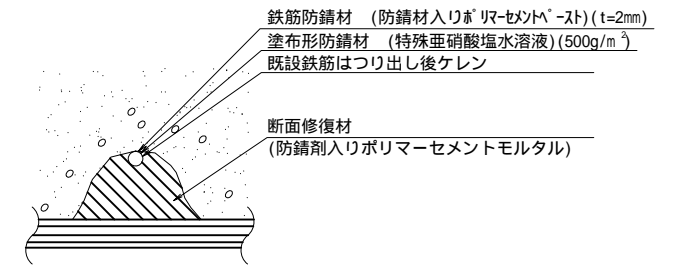 鉄筋防錆材　(防錆材入りﾎﾟﾘﾏｰｾﾒﾝﾄﾍﾟｰｽﾄ)(t=2mm)
塗布形防錆材　(特殊亜硝酸塩水溶液)(500g/m²)
既設鉄筋はつり出し後ケレン
断面修復材
(防錆剤入りポリマーセメントモルタル)